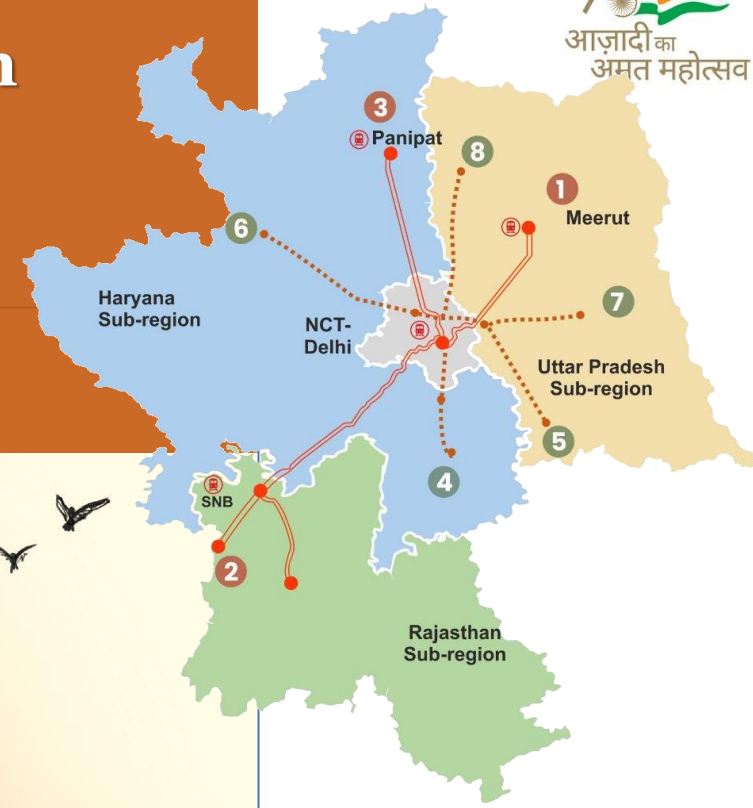 n
आज़ादी का
अमृत महोत्सव
3
Panipat
8
1
Meerut
6
7
Haryana
Sub-region
NCT-
Delhi
Uttar Pradesh
Sub-region
5
4
SNB
2
Rajasthan
Sub-region